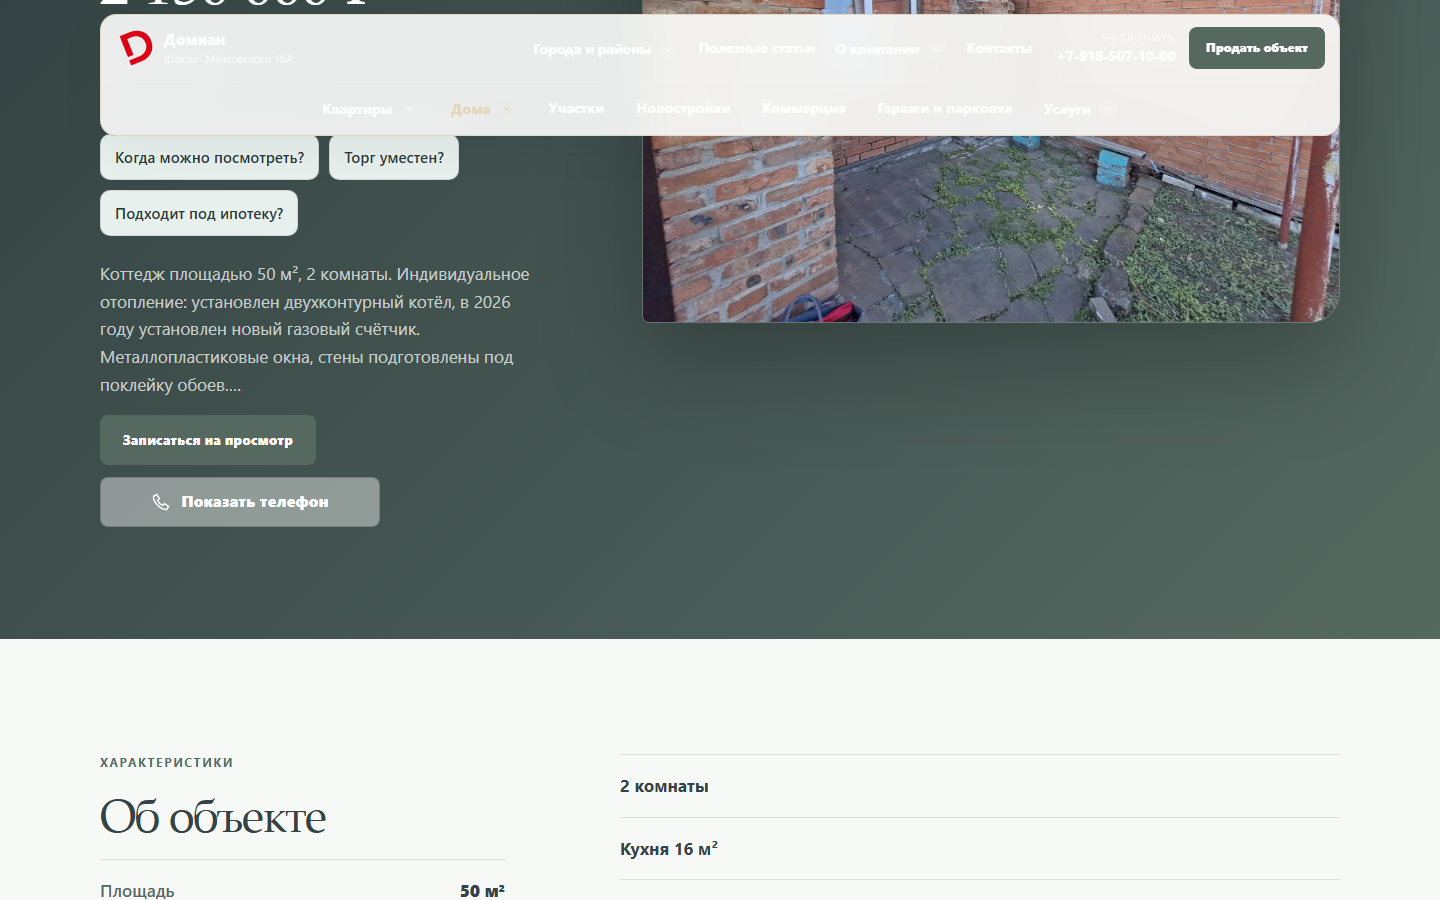 Домиан
Шахты · Маяковского 18А
Города и районы
Полезные статьи
О компании
Контакты
ПОЗВОНИТЬ
+7-918-507-10-00
Продать объект
Квартиры
Дома
Участки
Новостройки
Коммерция
Гаражи и парковка
Услуги
Когда можно посмотреть?
Торг уместен?
Подходит под ипотеку?
Коттедж площадью 50 м², 2 комнаты. Индивидуальное
отопление: установлен двухконтурный котёл, в 2026
году установлен новый газовый счётчик.
Металлопластиковые окна, стены подготовлены под
поклейку обоев....
Записаться на просмотр
Показать телефон
ХАРАКТЕРИСТИКИ
Об объекте
Площадь
50 м²
2 комнаты
Кухня 16 м²